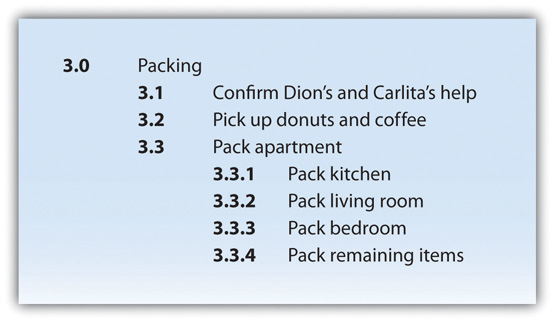 3.0 Packing
3.1 Confirm Dion’s and Carlita’s help
3.2 Pick up donuts and coffee
3.3 Pack apartment
3.3.1 Pack kitchen
3.3.2 Pack living room
3.3.3 Pack bedroom
3.3.4 Pack remaining items